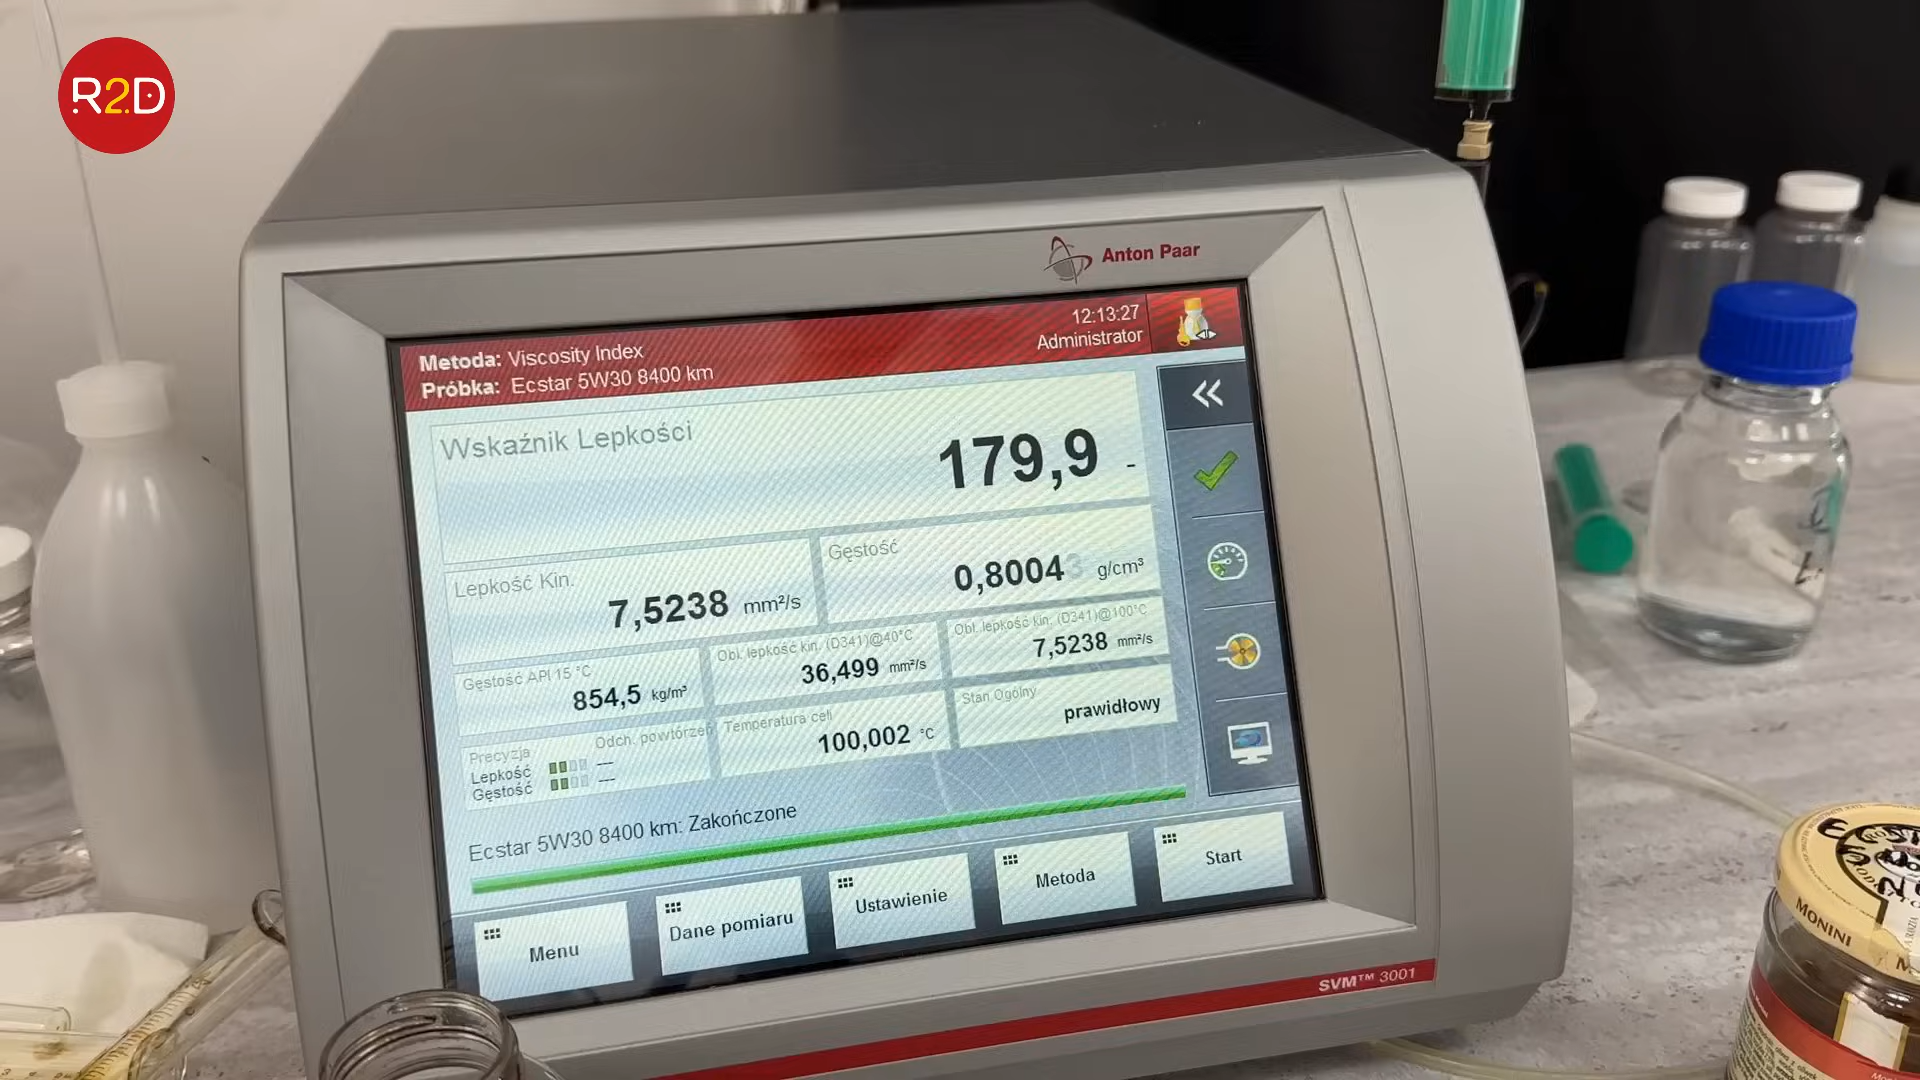 R2D
Anton Paar
Metoda: Viscosity Index
Próbka: Ecstar 5W30 8400 km
12:13:27
Administrator
Wskaźnik Lepkości
179,9 -
Lepkość Kin.
7,5238 mm²/s
Gęstość
0,80043 g/cm³
Gęstość API 15 °C
854,5 kg/m³
Obl. lepkość kin. (D341)@40°C
36,499 mm²/s
Obl. lepkość kin. (D341)@100°C
7,5238 mm²/s
Precyzja Odch. powtórzeń
Lepkość ---
Gęstość ---
Temperatura celi
100,002 °C
Stan Ogólny
prawidłowy
Ecstar 5W30 8400 km: Zakończone
Menu
Dane pomiaru
Ustawienie
Metoda
Start
SVM™ 3001
MONINI